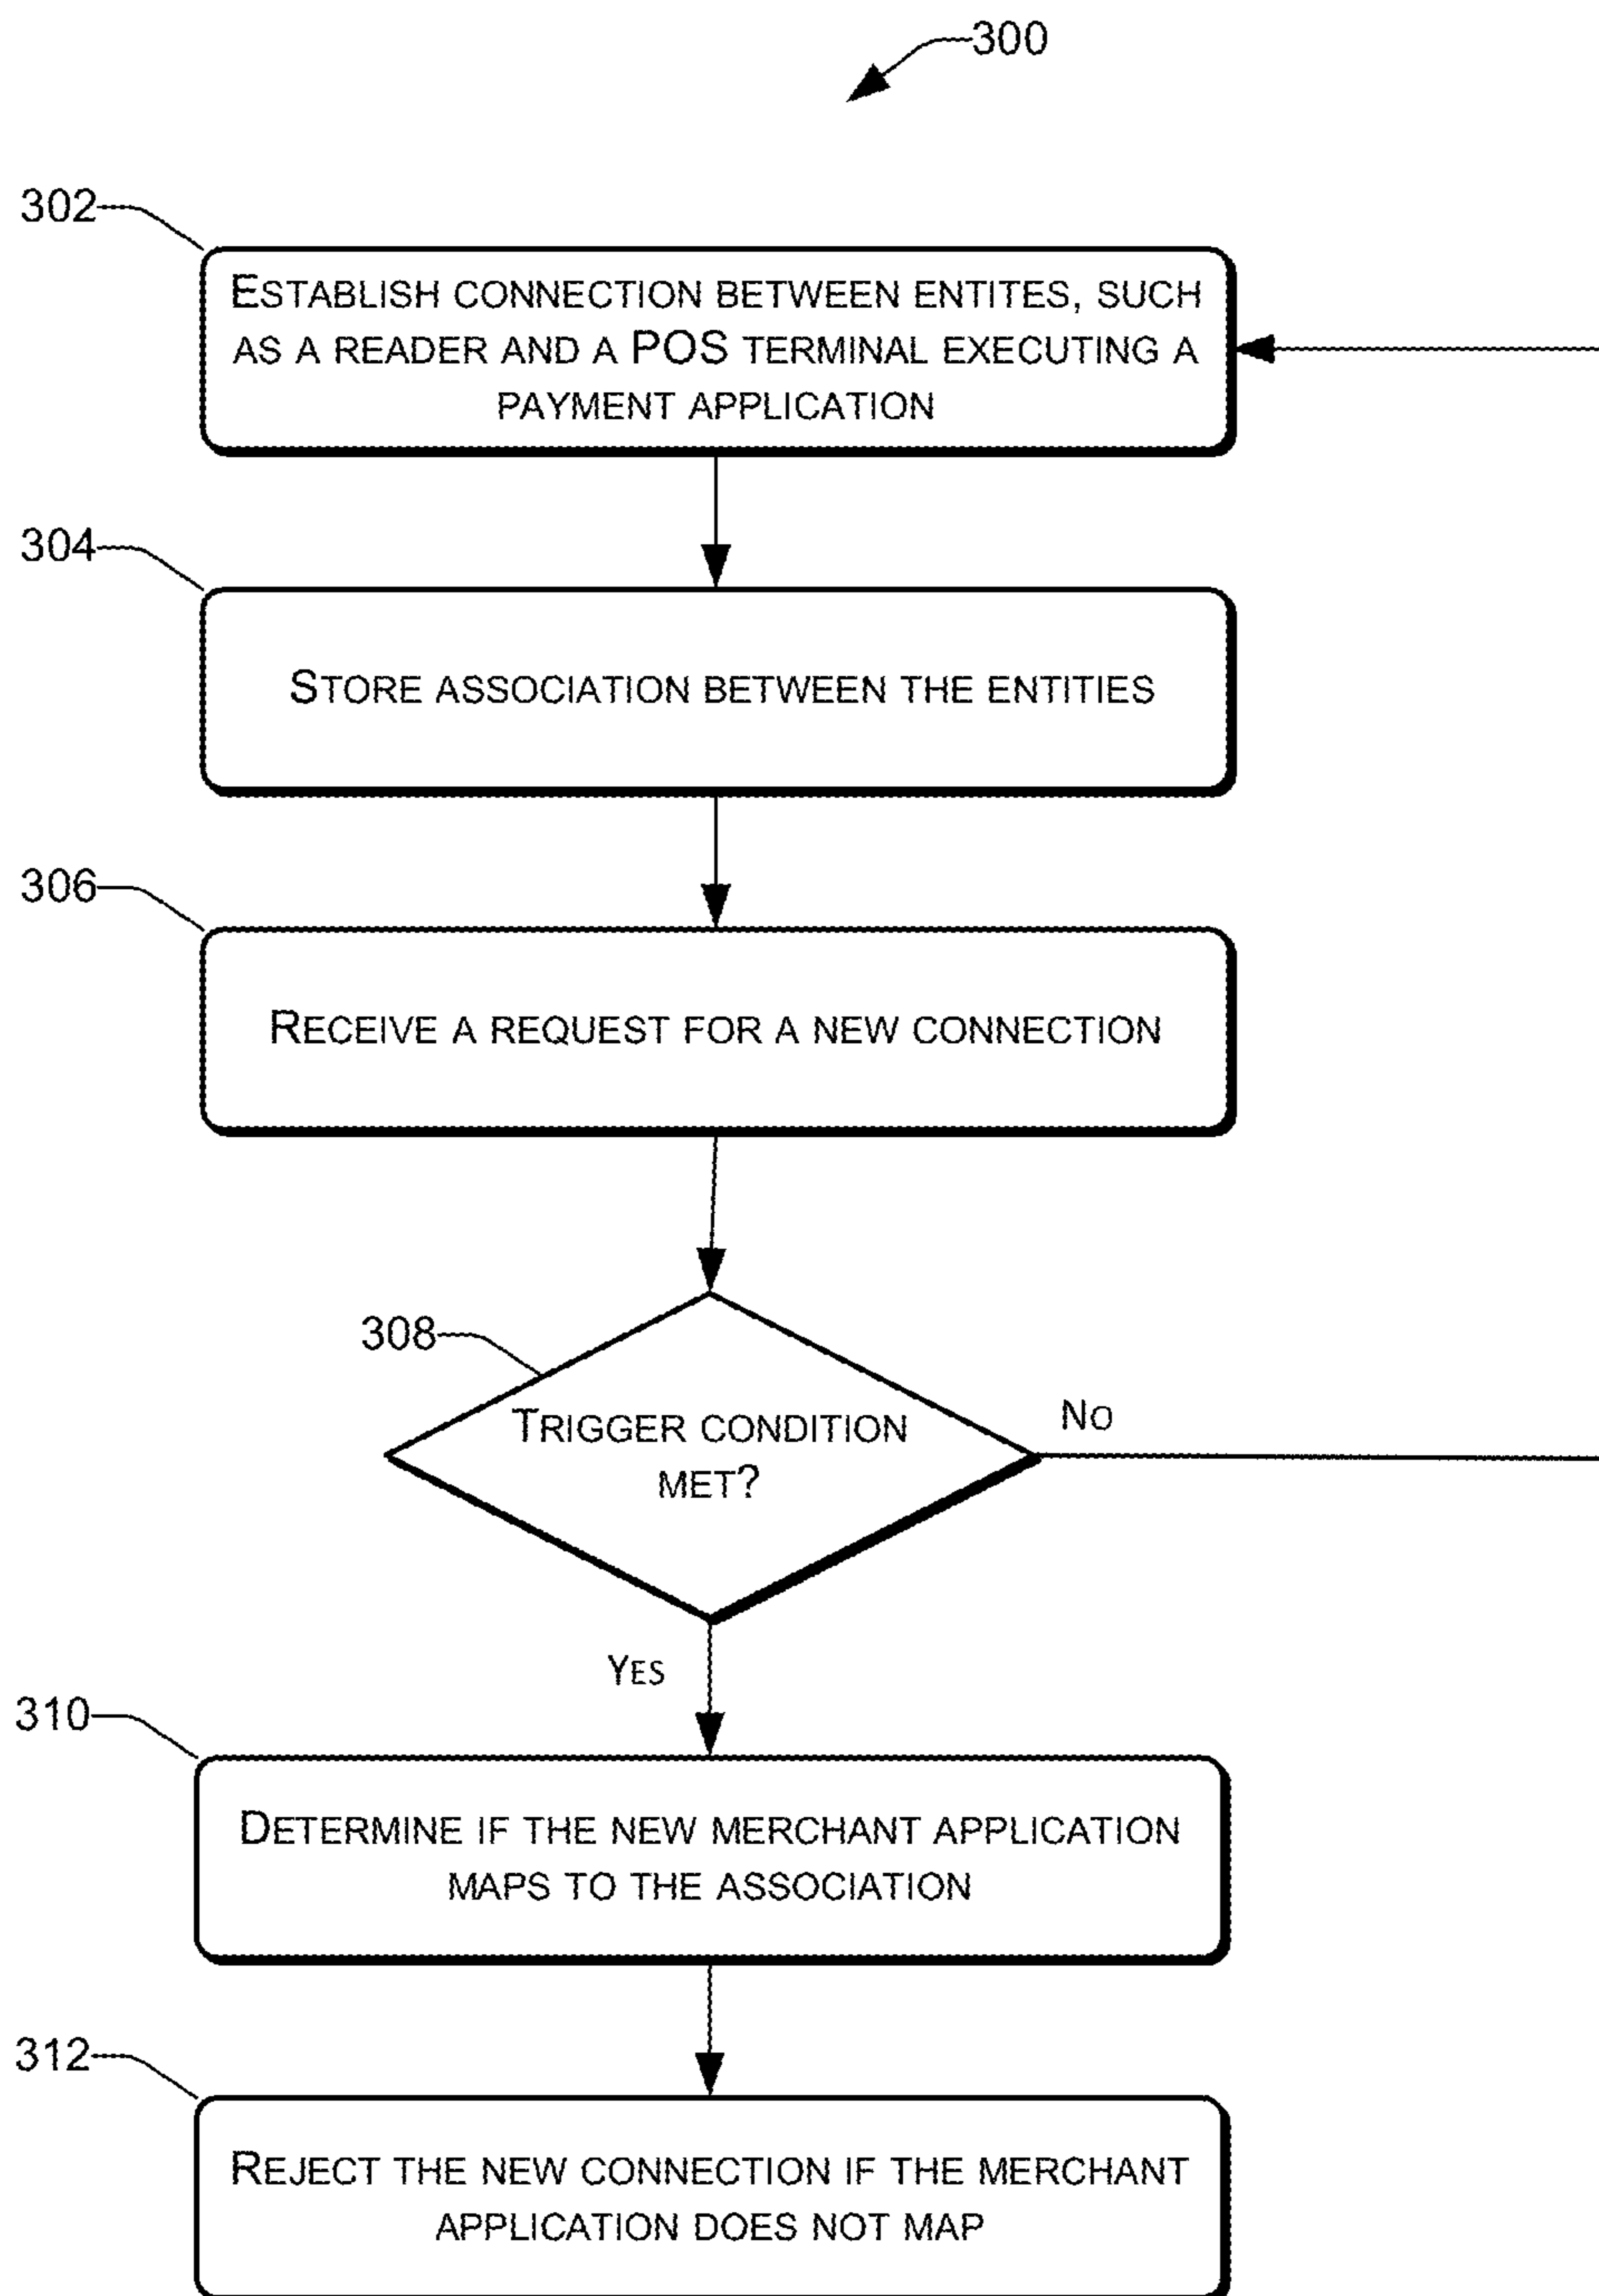 300
302
ESTABLISH CONNECTION BETWEEN ENTITES, SUCH
AS A READER AND A POS TERMINAL EXECUTING A
PAYMENT APPLICATION
304
STORE ASSOCIATION BETWEEN THE ENTITIES
306
RECEIVE A REQUEST FOR A NEW CONNECTION
308
TRIGGER CONDITION
MET?
NO
YES
310
DETERMINE IF THE NEW MERCHANT APPLICATION
MAPS TO THE ASSOCIATION
312
REJECT THE NEW CONNECTION IF THE MERCHANT
APPLICATION DOES NOT MAP